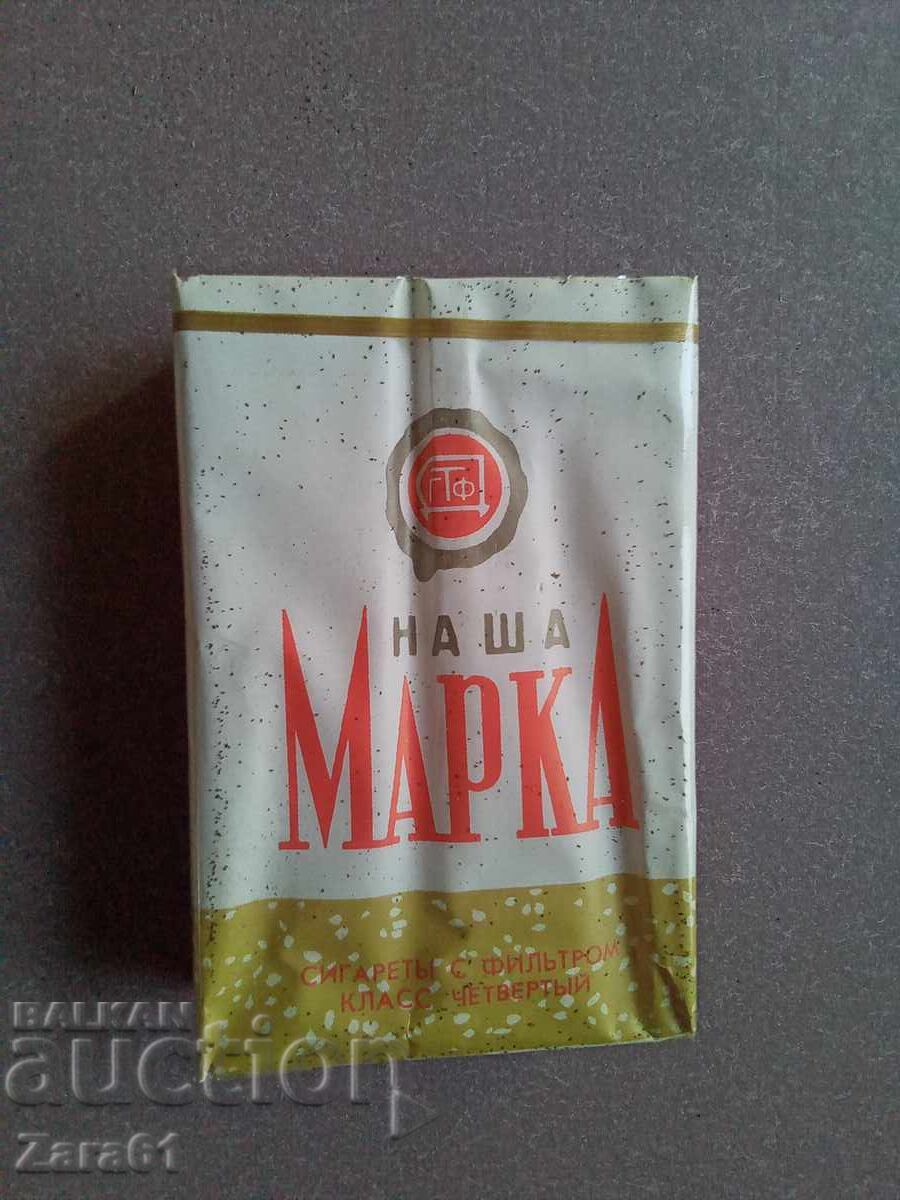 ГТФ
НАША
МАРКА
СИГАРЕТЫ С ФИЛЬТРОМ
КЛАСС ЧЕТВЕРТЫЙ
BALKAN
auction
Zara61